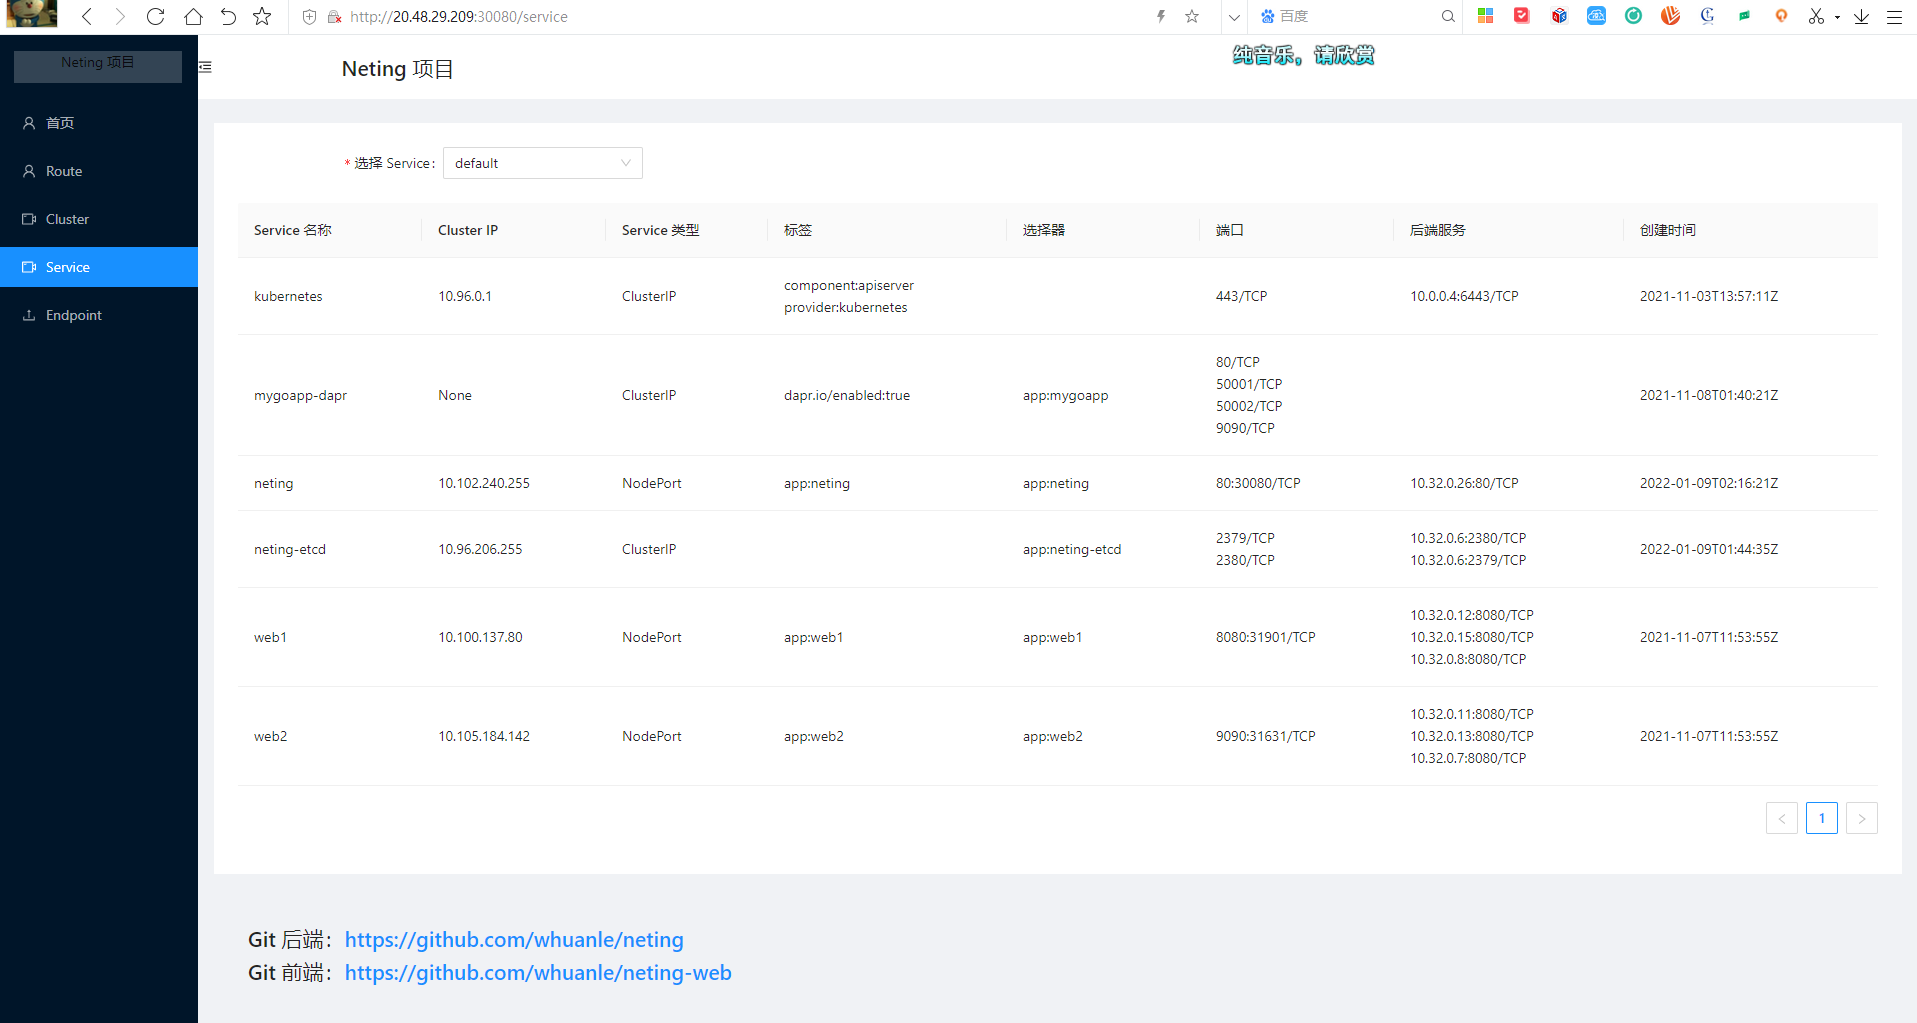 http://20.48.29.209:30080/service
百度
纯音乐，请欣赏
Neting 项目
首页
Route
Cluster
Service
Endpoint
Neting 项目
* 选择 Service: default
Service 名称 Cluster IP Service 类型 标签 选择器 端口 后端服务 创建时间
kubernetes 10.96.0.1 ClusterIP component:apiserver 443/TCP 10.0.0.4:6443/TCP 2021-11-03T13:57:11Z
provider:kubernetes
mygoapp-dapr None ClusterIP dapr.io/enabled:true app:mygoapp 80/TCP 2021-11-08T01:40:21Z
50001/TCP
50002/TCP
9090/TCP
neting 10.102.240.255 NodePort app:neting app:neting 80:30080/TCP 10.32.0.26:80/TCP 2022-01-09T02:16:21Z
neting-etcd 10.96.206.255 ClusterIP app:neting-etcd 2379/TCP 10.32.0.6:2380/TCP 2022-01-09T01:44:35Z
2380/TCP 10.32.0.6:2379/TCP
web1 10.100.137.80 NodePort app:web1 app:web1 8080:31901/TCP 10.32.0.12:8080/TCP 2021-11-07T11:53:55Z
10.32.0.15:8080/TCP
10.32.0.8:8080/TCP
web2 10.105.184.142 NodePort app:web2 app:web2 9090:31631/TCP 10.32.0.11:8080/TCP 2021-11-07T11:53:55Z
10.32.0.13:8080/TCP
10.32.0.7:8080/TCP
< 1 >
Git 后端：https://github.com/whuanle/neting
Git 前端：https://github.com/whuanle/neting-web